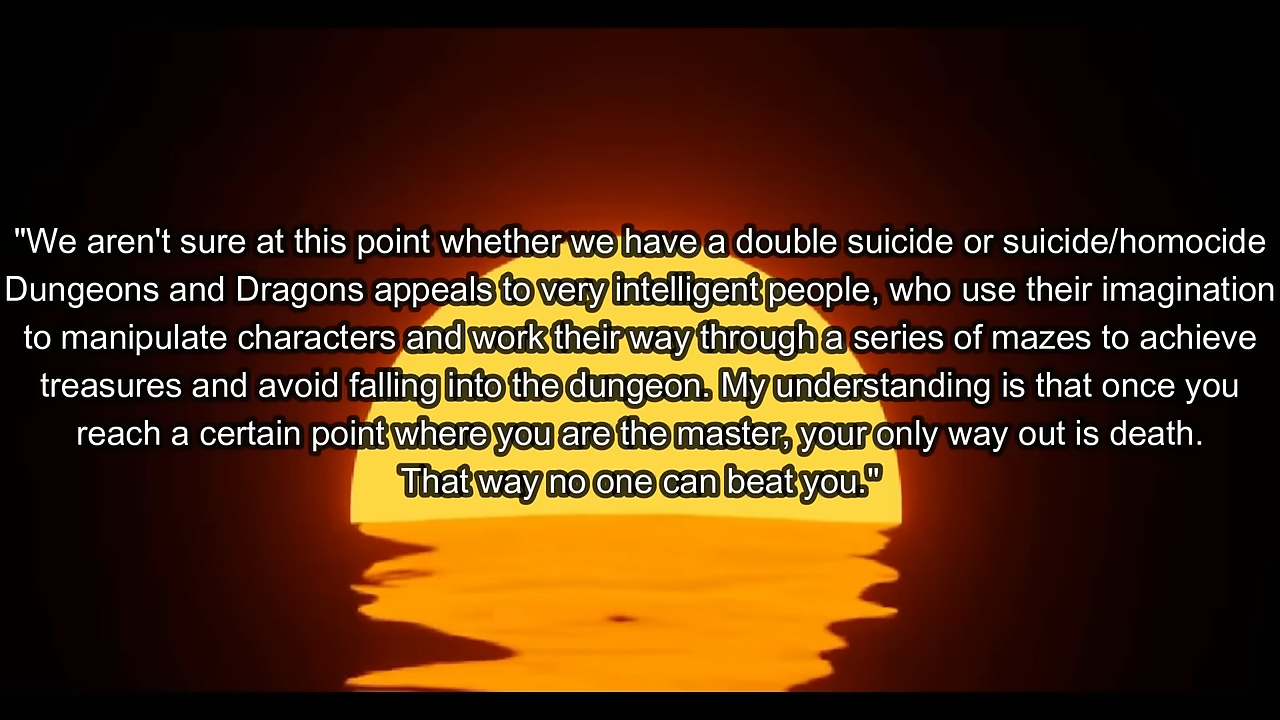 "We aren't sure at this point whether we have a double suicide or suicide/homocide
Dungeons and Dragons appeals to very intelligent people, who use their imagination
to manipulate characters and work their way through a series of mazes to achieve
treasures and avoid falling into the dungeon. My understanding is that once you
reach a certain point where you are the master, your only way out is death.
That way no one can beat you."